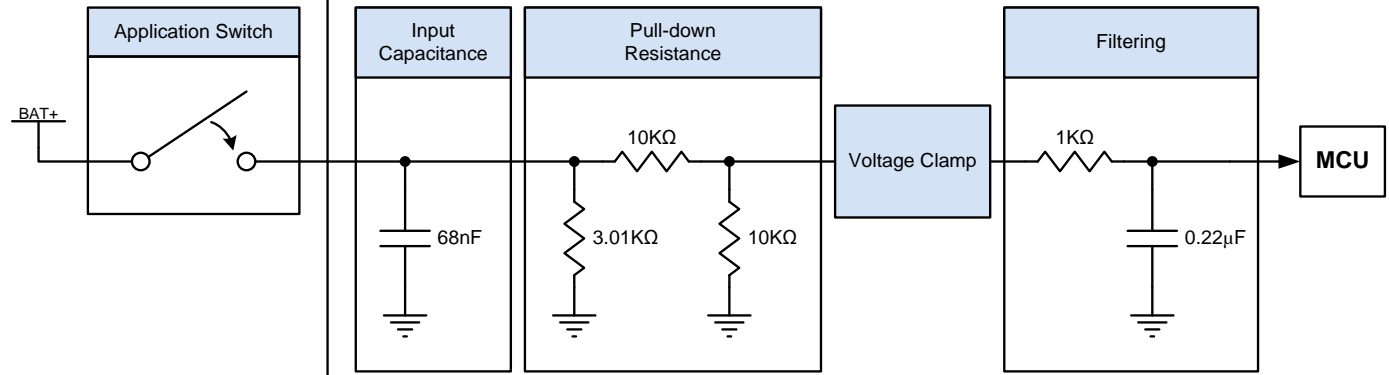 Application Switch
Input
Capacitance
Pull-down
Resistance
Filtering
BAT+
10KΩ
Voltage Clamp
1KΩ
MCU
68nF
3.01KΩ
10KΩ
0.22μF